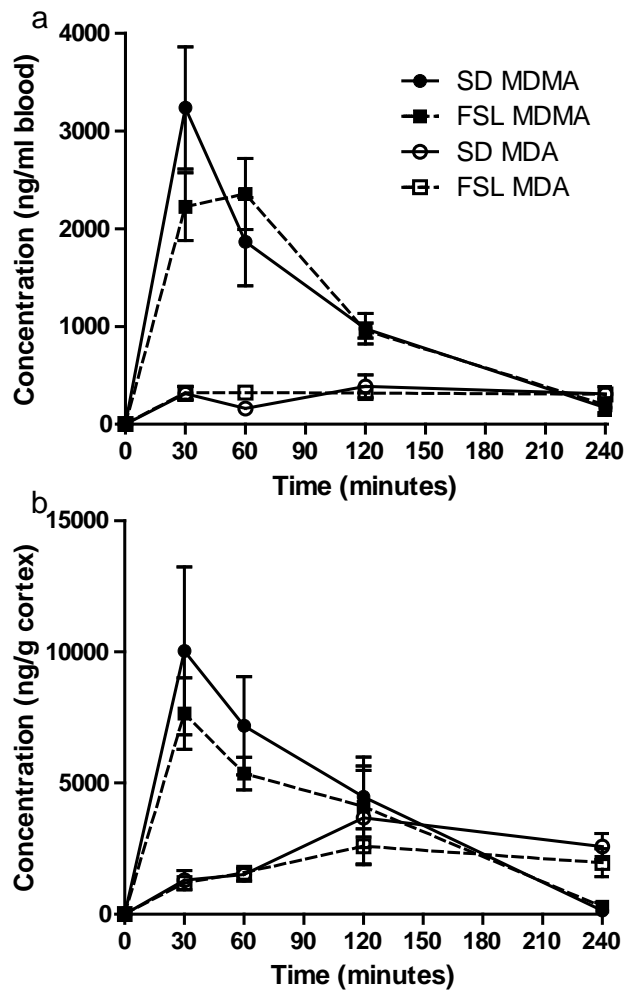 a
Concentration (ng/ml blood)
4000
3000
2000
1000
0
SD MDMA
FSL MDMA
SD MDA
FSL MDA
0 30 60 90 120 150 180 210 240
Time (minutes)
b
Concentration (ng/g cortex)
15000
10000
5000
0
0 30 60 90 120 150 180 210 240
Time (minutes)